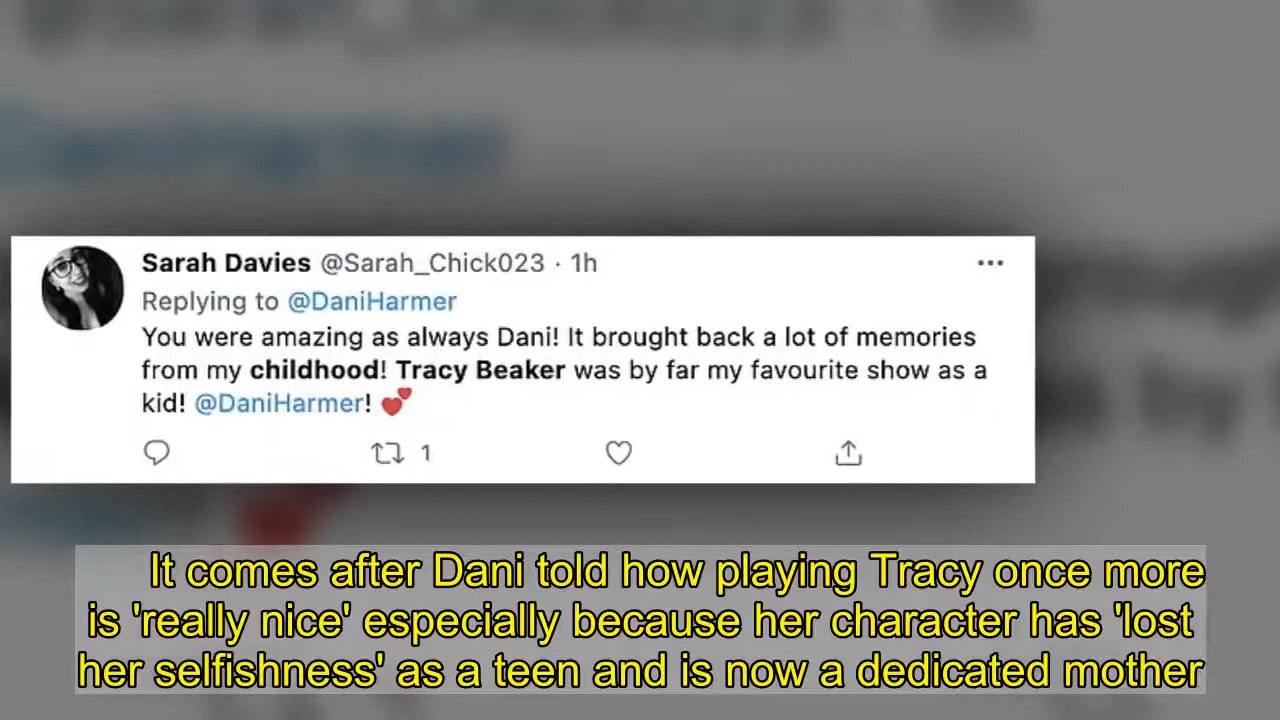 Sarah Davies @Sarah_Chick023 · 1h
Replying to @DaniHarmer
You were amazing as always Dani! It brought back a lot of memories
from my childhood! Tracy Beaker was by far my favourite show as a
kid! @DaniHarmer! 💕
1
It comes after Dani told how playing Tracy once more
is 'really nice' especially because her character has 'lost
her selfishness' as a teen and is now a dedicated mother